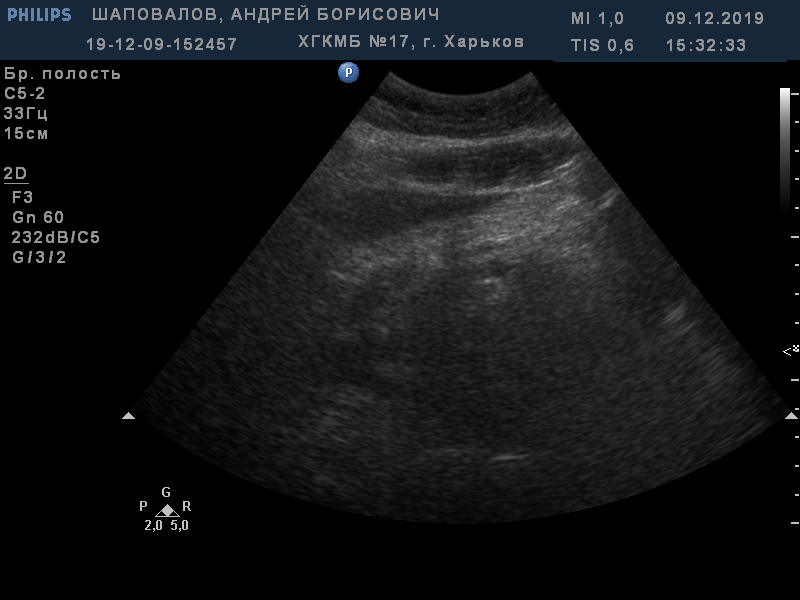 PHILIPS ШАПОВАЛОВ, АНДРЕЙ БОРИСОВИЧ MI 1,0 09.12.2019
19-12-09-152457 ХГКМБ №17, г. Харьков TIS 0,6 15:32:33
P
Бр. полость
C5-2
33Гц
15см
2D
F3
Gn 60
232dB/C5
G/3/2
G
P R
2,0 5,0